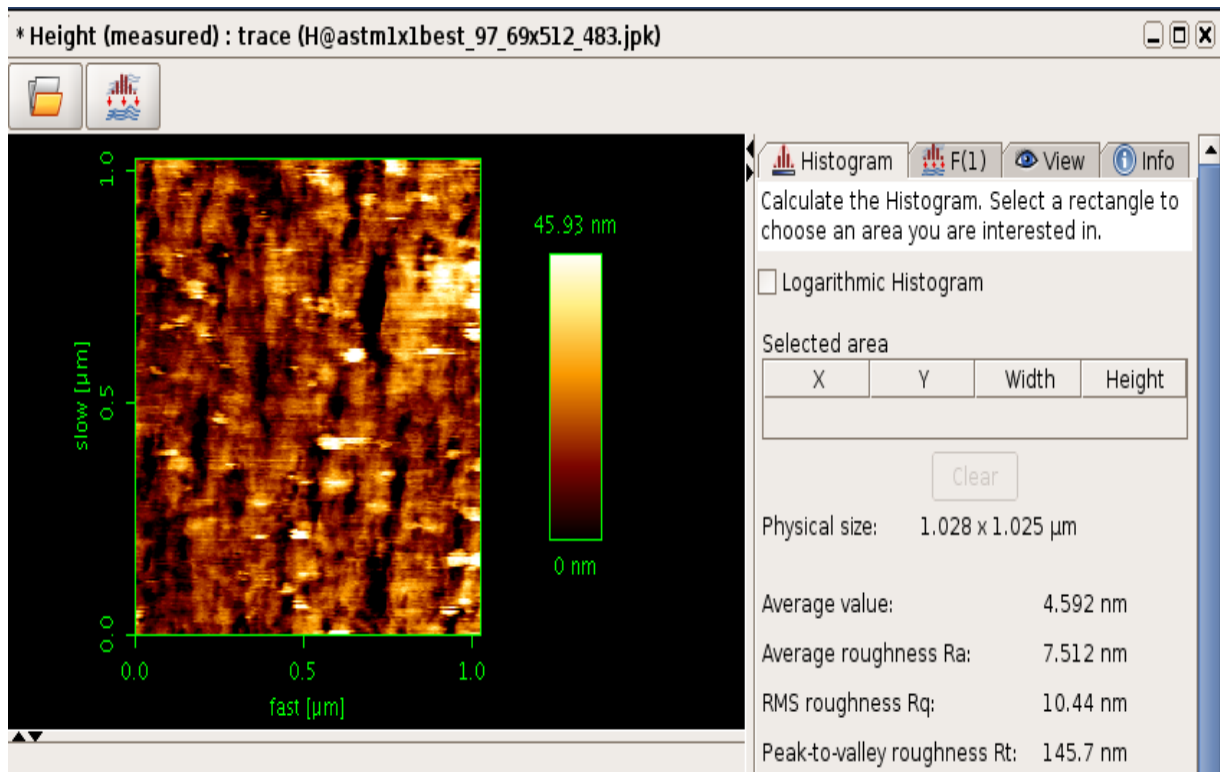 * Height (measured) : trace (H@astm1x1best_97_69x512_483.jpk)
1.0
slow [µm]
0.5
0.0
0.0 0.5 1.0
fast [µm]
45.93 nm
0 nm
Histogram F(1) View Info
Calculate the Histogram. Select a rectangle to
choose an area you are interested in.
Logarithmic Histogram
Selected area
X Y Width Height
Clear
Physical size: 1.028 x 1.025 µm
Average value: 4.592 nm
Average roughness Ra: 7.512 nm
RMS roughness Rq: 10.44 nm
Peak-to-valley roughness Rt: 145.7 nm